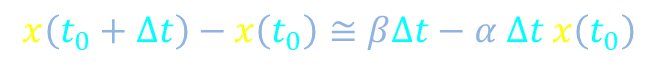 x(t₀ + Δt) − x(t₀) ≅ βΔt − α Δt x(t₀)